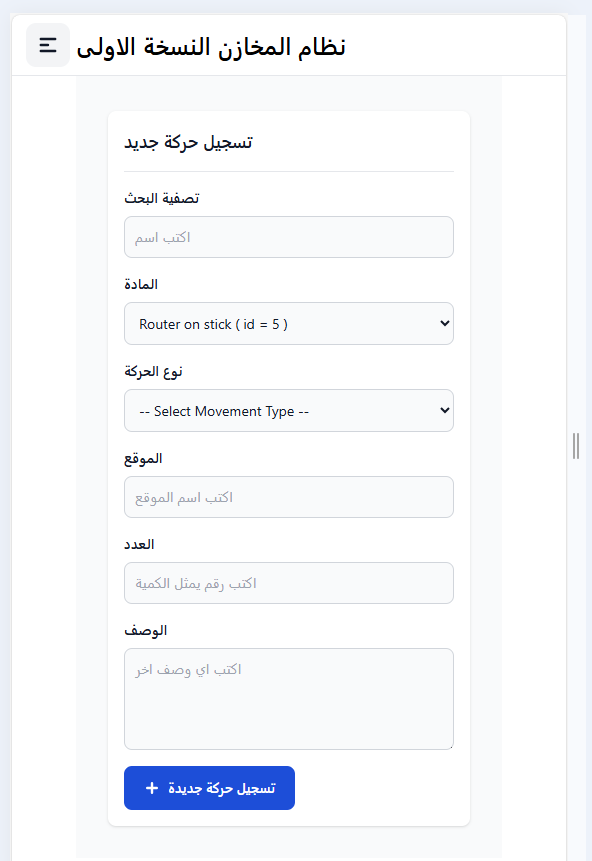 نظام المخازن النسخة الاولى
تسجيل حركة جديد
تصفية البحث
اكتب اسم
المادة
Router on stick ( id = 5 )
نوع الحركة
-- Select Movement Type --
الموقع
اكتب اسم الموقع
العدد
اكتب رقم يمثل الكمية
الوصف
اكتب اي وصف اخر
تسجيل حركة جديدة +